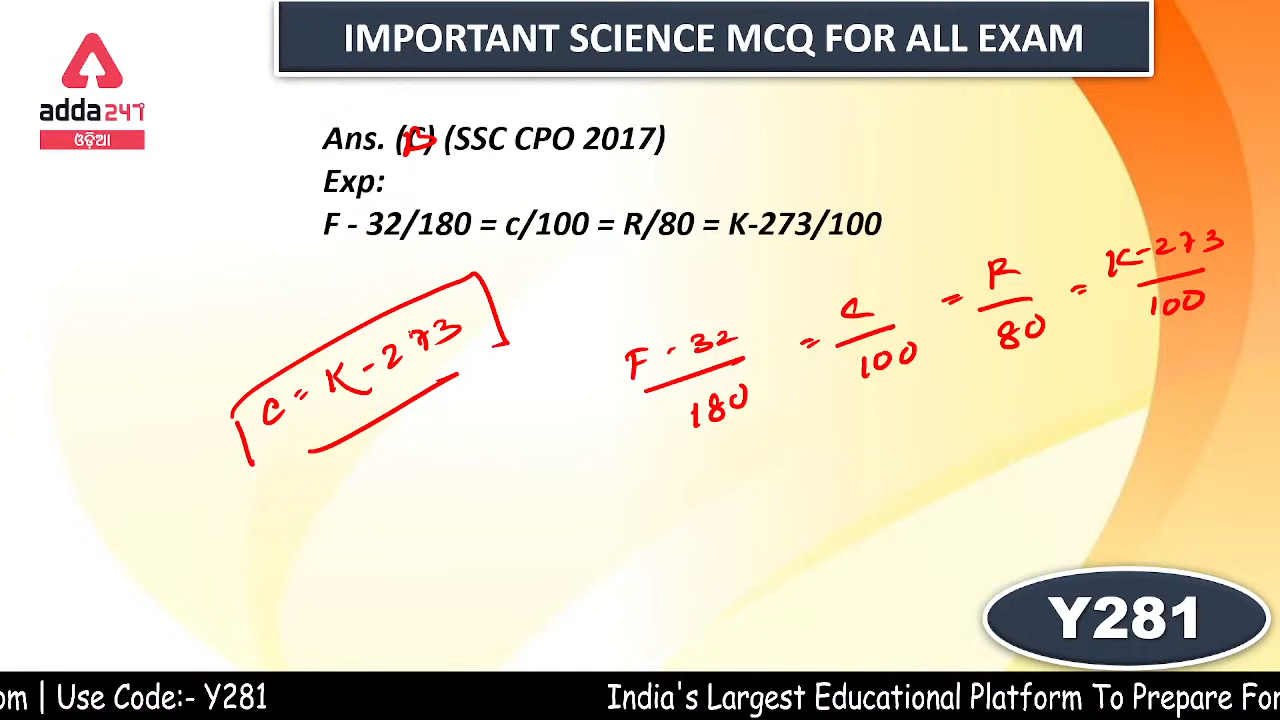 IMPORTANT SCIENCE MCQ FOR ALL EXAM
adda247
ଓଡ଼ିଆ
Ans. (C) (SSC CPO 2017)
Exp:
F - 32/180 = c/100 = R/80 = K-273/100
C = K - 273
F - 32 / 180 = C / 100 = R / 80 = K - 273 / 100
Y281
om | Use Code:- Y281
India's Largest Educational Platform To Prepare For